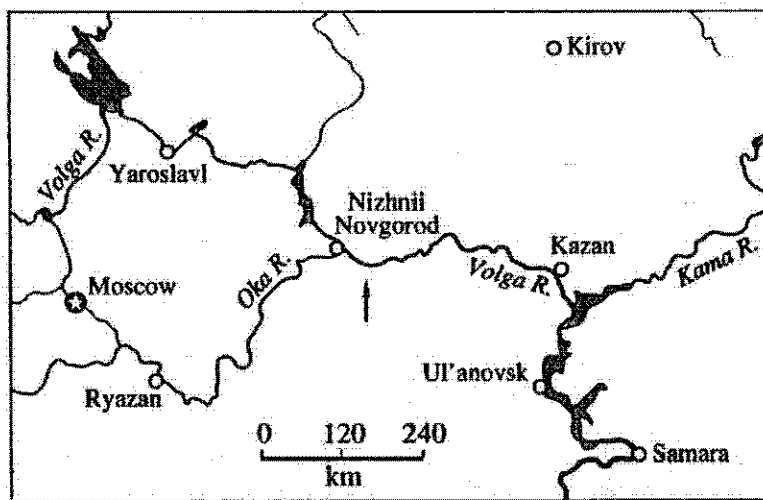 Kirov
Volga R.
Yaroslavl
Nizhnii
Novgorod
Kazan
Volga R.
Kama R.
Oka R.
Moscow
Ryazan
Ul'anovsk
Samara
0 120 240
km